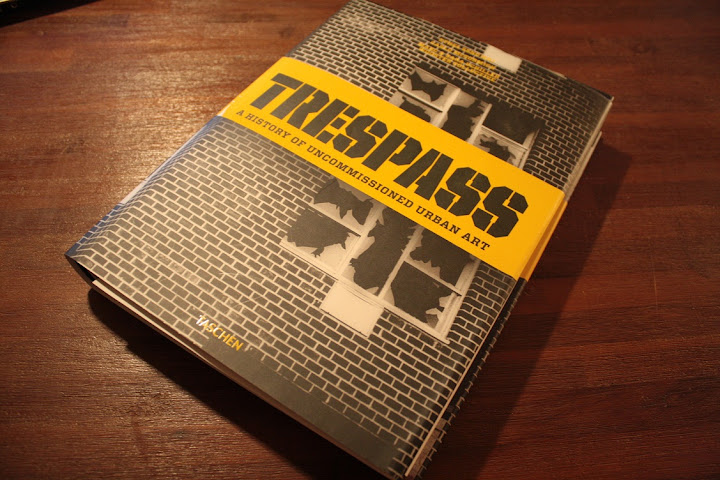 TRESPASS
A HISTORY OF UNCOMMISSIONED URBAN ART
TASCHEN